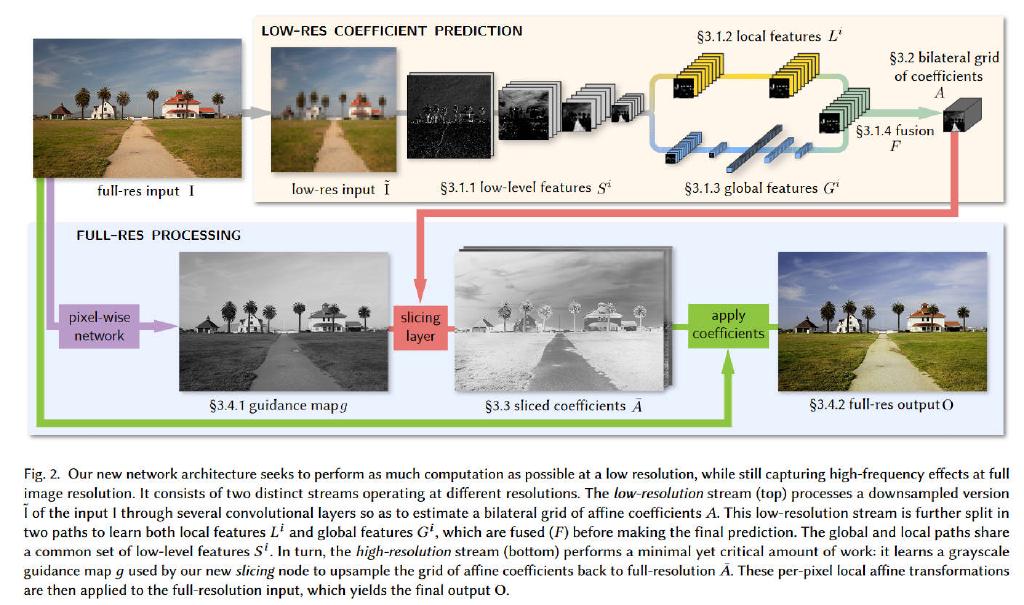 LOW-RES COEFFICIENT PREDICTION
§3.1.2 local features Lⁱ
§3.2 bilateral grid
of coefficients
A
§3.1.4 fusion
F
full-res input I
low-res input Ĩ
§3.1.1 low-level features Sⁱ
§3.1.3 global features Gⁱ
FULL-RES PROCESSING
pixel-wise
network
slicing
layer
apply
coefficients
§3.4.1 guidance map g
§3.3 sliced coefficients Ā
§3.4.2 full-res output O
Fig. 2. Our new network architecture seeks to perform as much computation as possible at a low resolution, while still capturing high-frequency effects at full
image resolution. It consists of two distinct streams operating at different resolutions. The low-resolution stream (top) processes a downsampled version
Ĩ of the input I through several convolutional layers so as to estimate a bilateral grid of affine coefficients A. This low-resolution stream is further split in
two paths to learn both local features Lⁱ and global features Gⁱ, which are fused (F) before making the final prediction. The global and local paths share
a common set of low-level features Sⁱ. In turn, the high-resolution stream (bottom) performs a minimal yet critical amount of work: it learns a grayscale
guidance map g used by our new slicing node to upsample the grid of affine coefficients back to full-resolution Ā. These per-pixel local affine transformations
are then applied to the full-resolution input, which yields the final output O.